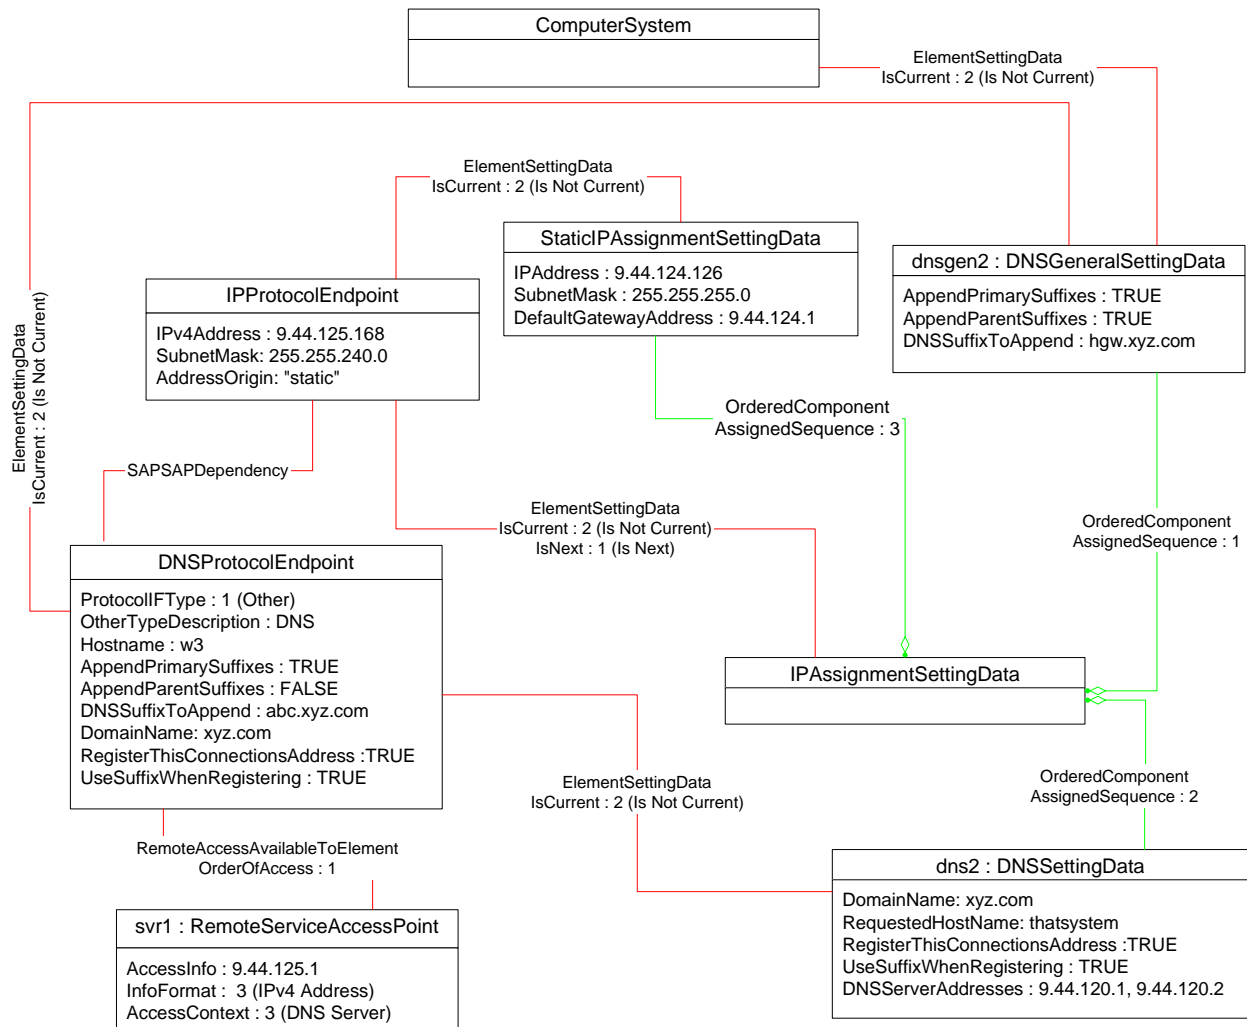 ComputerSystem
ElementSettingData
IsCurrent : 2 (Is Not Current)
ElementSettingData
IsCurrent : 2 (Is Not Current)
StaticIPAssignmentSettingData
IPAddress : 9.44.124.126
SubnetMask : 255.255.255.0
DefaultGatewayAddress : 9.44.124.1
dnsgen2 : DNSGeneralSettingData
AppendPrimarySuffixes : TRUE
AppendParentSuffixes : TRUE
DNSSuffixToAppend : hgw.xyz.com
IPProtocolEndpoint
IPv4Address : 9.44.125.168
SubnetMask: 255.255.240.0
AddressOrigin: "static"
ElementSettingData
IsCurrent : 2 (Is Not Current)
OrderedComponent
AssignedSequence : 3
SAPSAPDependency
ElementSettingData
IsCurrent : 2 (Is Not Current)
IsNext : 1 (Is Next)
OrderedComponent
AssignedSequence : 1
DNSProtocolEndpoint
ProtocolIFType : 1 (Other)
OtherTypeDescription : DNS
Hostname : w3
AppendPrimarySuffixes : TRUE
AppendParentSuffixes : FALSE
DNSSuffixToAppend : abc.xyz.com
DomainName: xyz.com
RegisterThisConnectionsAddress :TRUE
UseSuffixWhenRegistering : TRUE
IPAssignmentSettingData
ElementSettingData
IsCurrent : 2 (Is Not Current)
OrderedComponent
AssignedSequence : 2
RemoteAccessAvailableToElement
OrderOfAccess : 1
dns2 : DNSSettingData
DomainName: xyz.com
RequestedHostName: thatsystem
RegisterThisConnectionsAddress :TRUE
UseSuffixWhenRegistering : TRUE
DNSServerAddresses : 9.44.120.1, 9.44.120.2
svr1 : RemoteServiceAccessPoint
AccessInfo : 9.44.125.1
InfoFormat :  3 (IPv4 Address)
AccessContext : 3 (DNS Server)